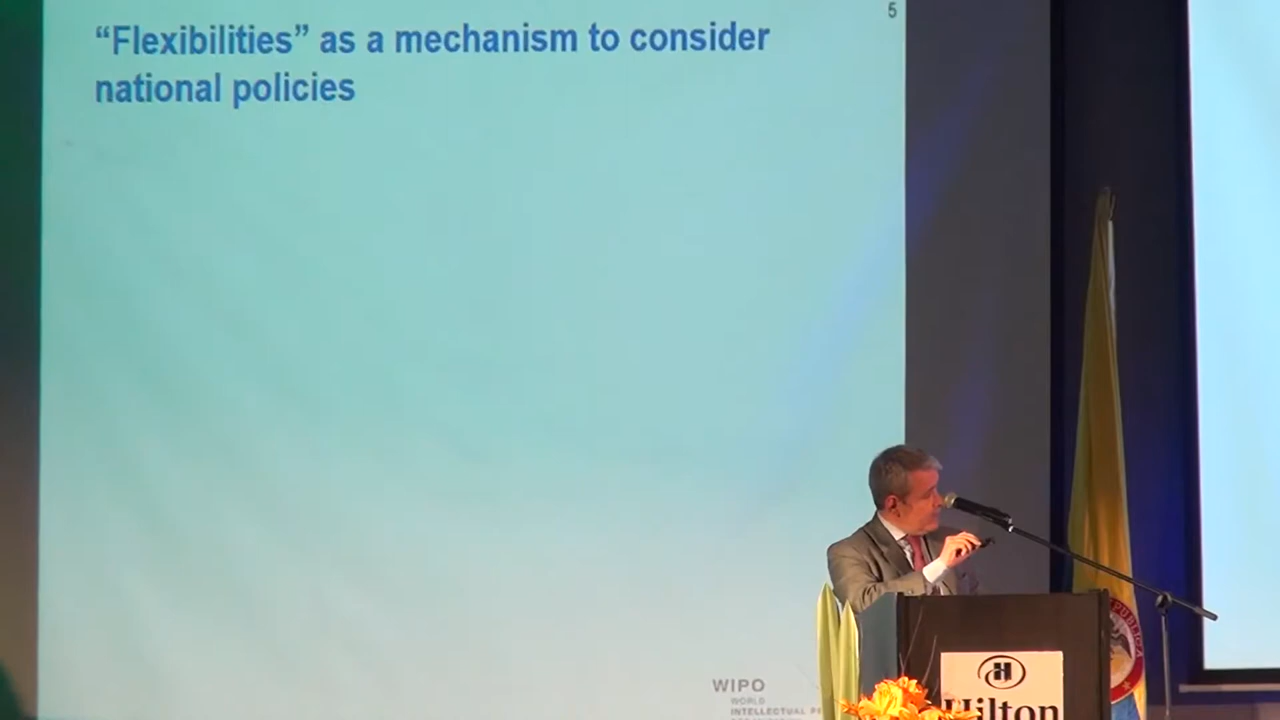 5
“Flexibilities” as a mechanism to consider
national policies
WIPO
WORLD
INTELLECTUAL
Hilton